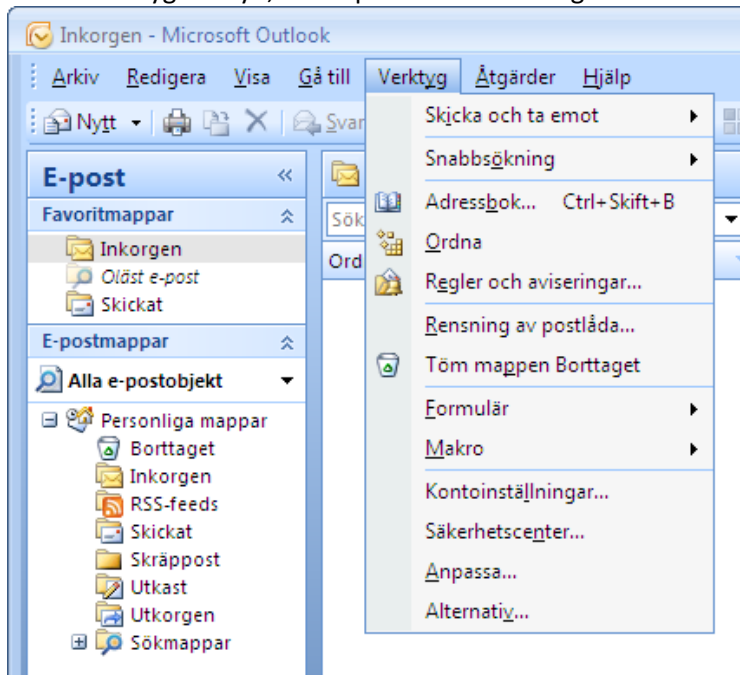 Inkorgen - Microsoft Outlook
Arkiv Redigera Visa Gå till Verktyg Åtgärder Hjälp
Nytt Svar
E-post
Favoritmappar
Inkorgen
Oläst e-post
Skickat
E-postmappar
Alla e-postobjekt
Personliga mappar
Borttaget
Inkorgen
RSS-feeds
Skickat
Skräppost
Utkast
Utkorgen
Sökmappar
Sök
Ord
Skicka och ta emot
Snabbsökning
Adressbok... Ctrl+Skift+B
Ordna
Regler och aviseringar...
Rensning av postlåda...
Töm mappen Borttaget
Formulär
Makro
Kontoinställningar...
Säkerhetscenter...
Anpassa...
Alternativ...